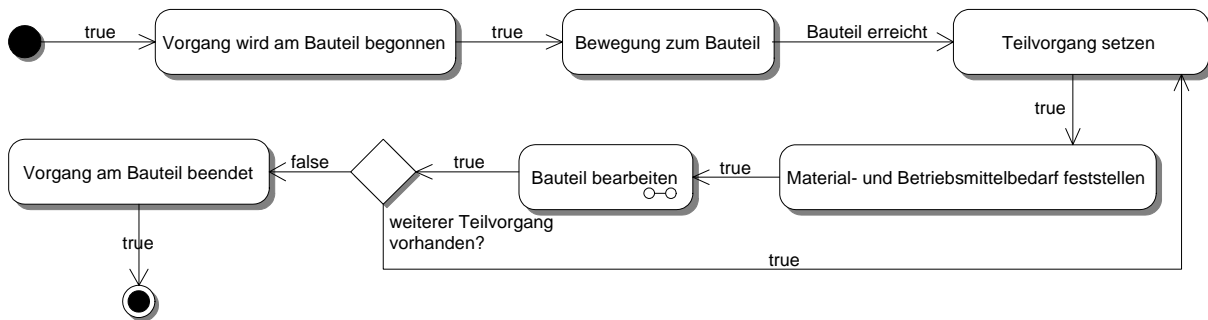 true
Vorgang wird am Bauteil begonnen
true
Bewegung zum Bauteil
Bauteil erreicht
Teilvorgang setzen
true
Material- und Betriebsmittelbedarf feststellen
true
Bauteil bearbeiten
true
weiterer Teilvorgang
vorhanden?
true
false
Vorgang am Bauteil beendet
true